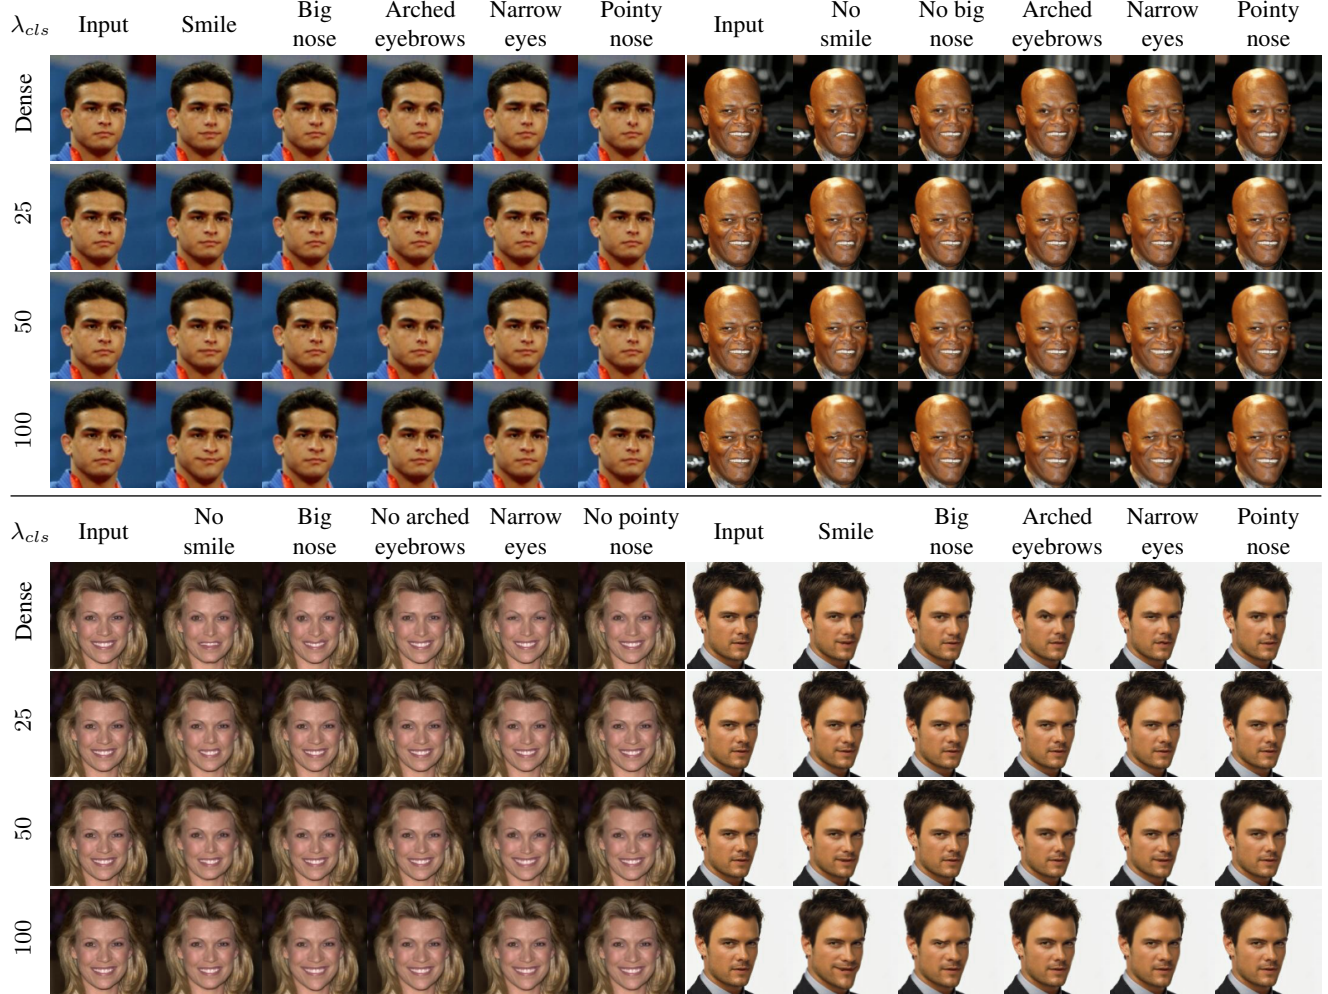 λcls Input Smile Big nose Arched eyebrows Narrow eyes Pointy nose Input No smile No big nose Arched eyebrows Narrow eyes Pointy nose
Dense
25
50
100
λcls Input No smile Big nose No arched eyebrows Narrow eyes No pointy nose Input Smile Big nose Arched eyebrows Narrow eyes Pointy nose
Dense
25
50
100